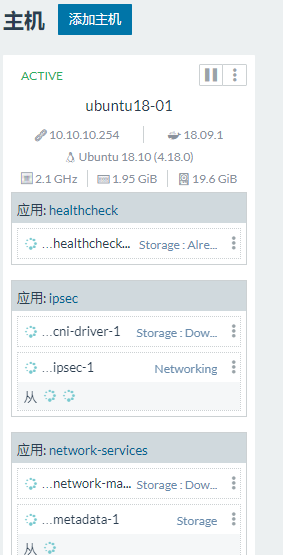 主机 添加主机
ACTIVE
ubuntu18-01
10.10.10.254 18.09.1
Ubuntu 18.10 (4.18.0)
2.1 GHz 1.95 GiB 19.6 GiB
应用: healthcheck
...healthcheck... Storage : Alre...
应用: ipsec
...cni-driver-1 Storage : Dow...
...ipsec-1 Networking
从
应用: network-services
...network-ma... Storage : Dow...
...metadata-1 Storage
从